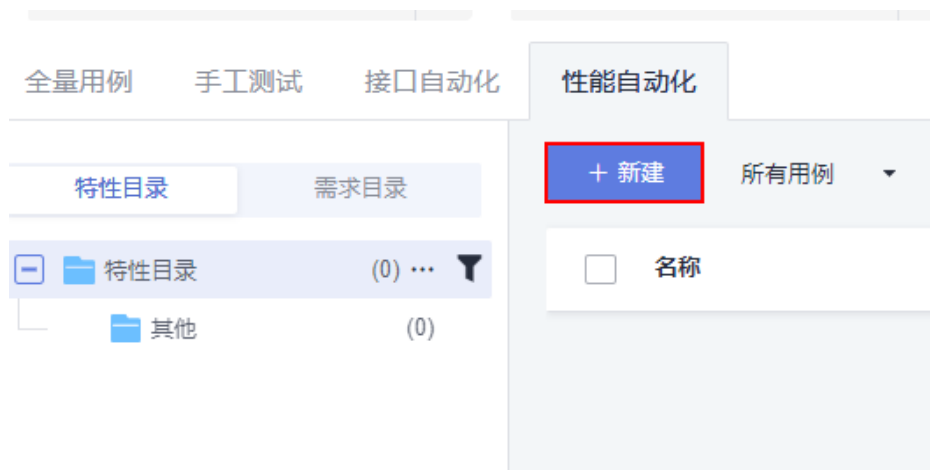 全量用例 手工测试 接口自动化 性能自动化
特性目录 需求目录
+ 新建 所有用例
特性目录 (0) ...
名称
其他 (0)